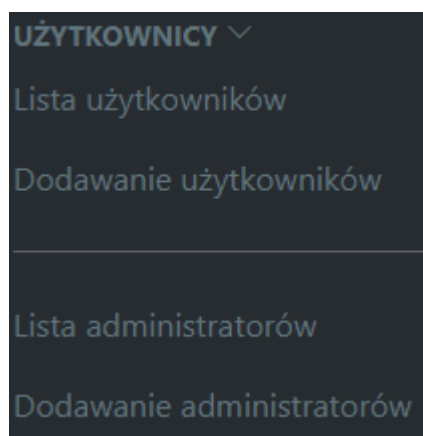 UŻYTKOWNICY
Lista użytkowników
Dodawanie użytkowników
Lista administratorów
Dodawanie administratorów